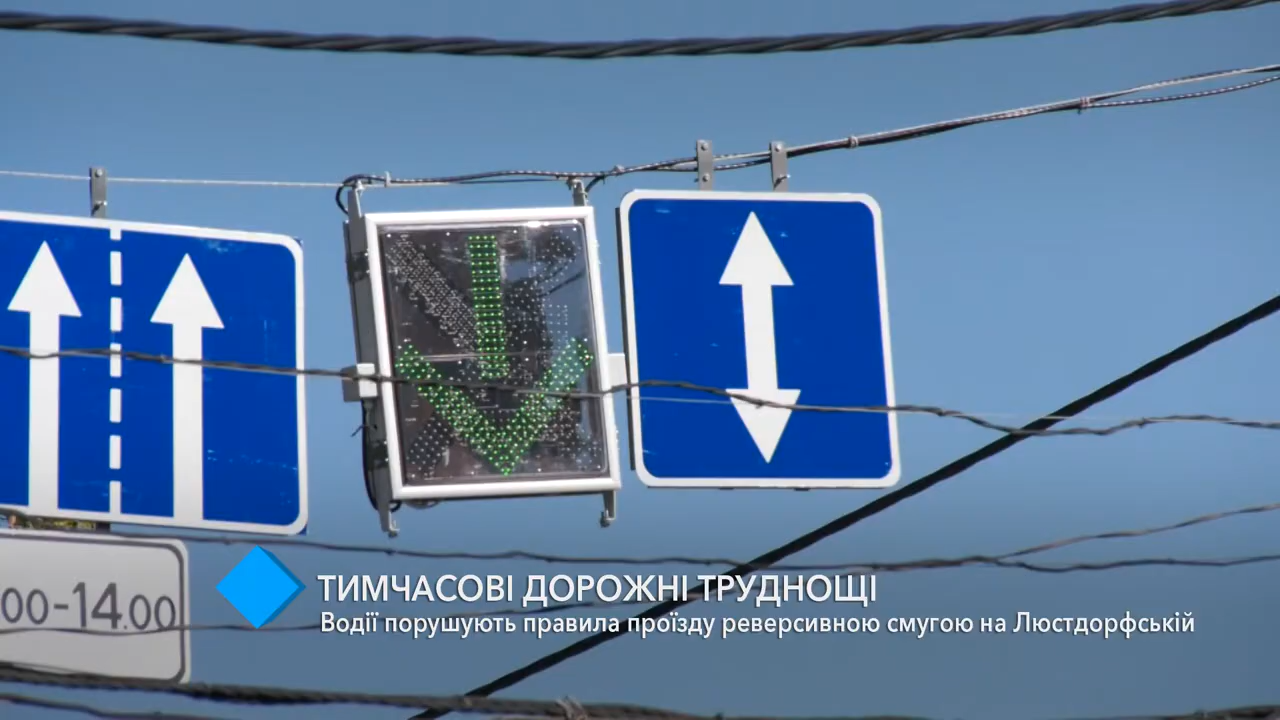 00-14.00
ТИМЧАСОВІ ДОРОЖНІ ТРУДНОЩІ
Водії порушують правила проїзду реверсивною смугою на Люстдорфській